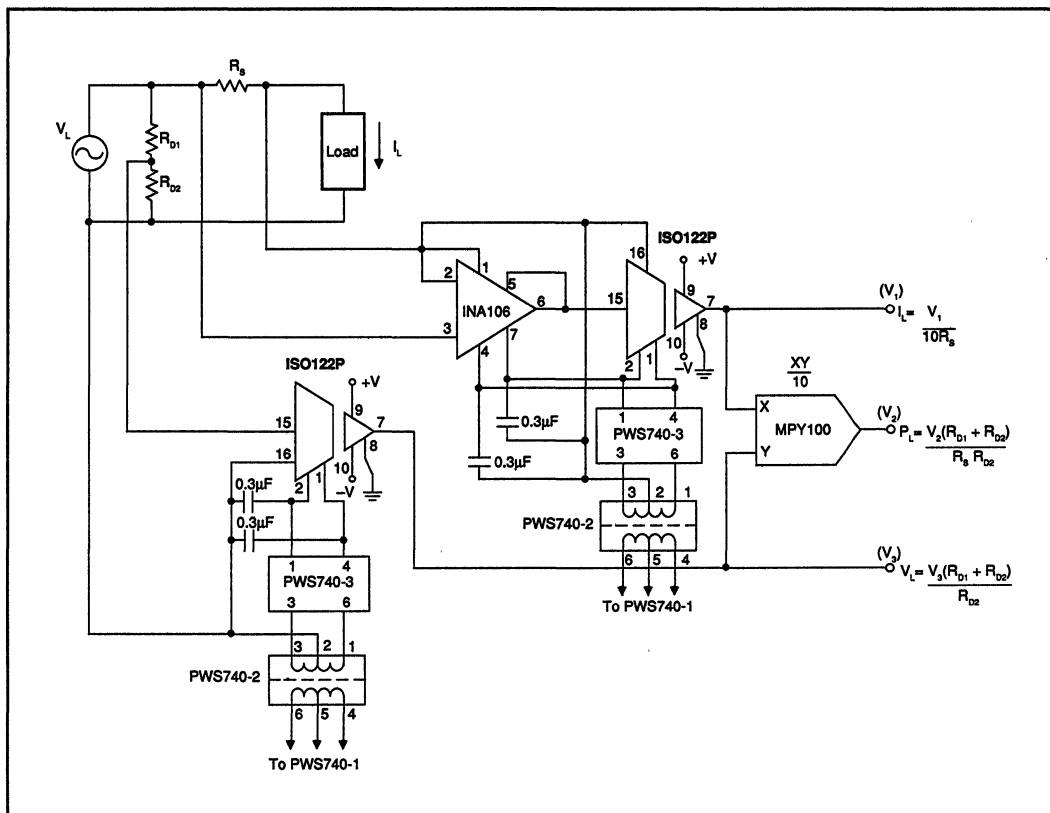 R_S
V_L
R_D1
R_D2
Load
I_L
ISO122P
+V
16
9
2
1
5
6
15
7
INA106
3
7
8
4
10
2
1
–V
(V_1)
I_L= V_1
10R_S
ISO122P
+V
9
7
15
8
16
10
2
1
–V
0.3µF
0.3µF
0.3µF
0.3µF
1
4
PWS740-3
3
6
3
2
1
PWS740-2
6
5
4
To PWS740-1
XY
10
X
MPY100
Y
(V_2)
P_L= V_2(R_D1 + R_D2)
R_S R_D2
(V_3)
V_L= V_3(R_D1 + R_D2)
R_D2
1
4
PWS740-3
3
6
3
2
1
PWS740-2
6
5
4
To PWS740-1